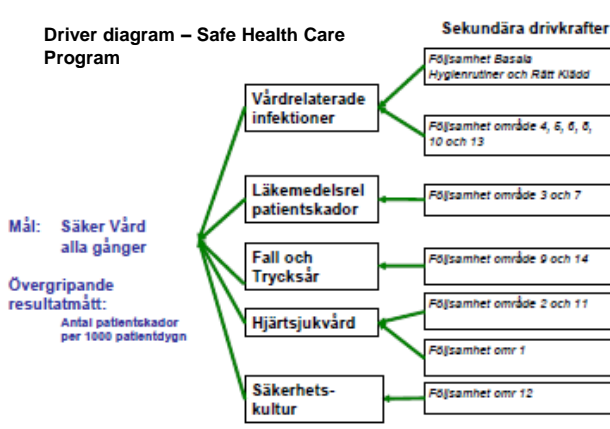 Driver diagram – Safe Health Care
Program
Sekundära drivkrafter
Följsamhet Basala
Hygienrutiner och Rätt Klädd
Vårdrelaterade
infektioner
Följsamhet område 4, 5, 6, 8,
10 och 13
Läkemedelsrel
patientskador
Följsamhet område 3 och 7
Mål: Säker Vård
alla gånger
Fall och
Trycksår
Följsamhet område 9 och 14
Övergripande
resultatmått:
Antal patientskador
per 1000 patientdygn
Hjärtsjukvård
Följsamhet område 2 och 11
Följsamhet omr 1
Säkerhets-
kultur
Följsamhet omr 12